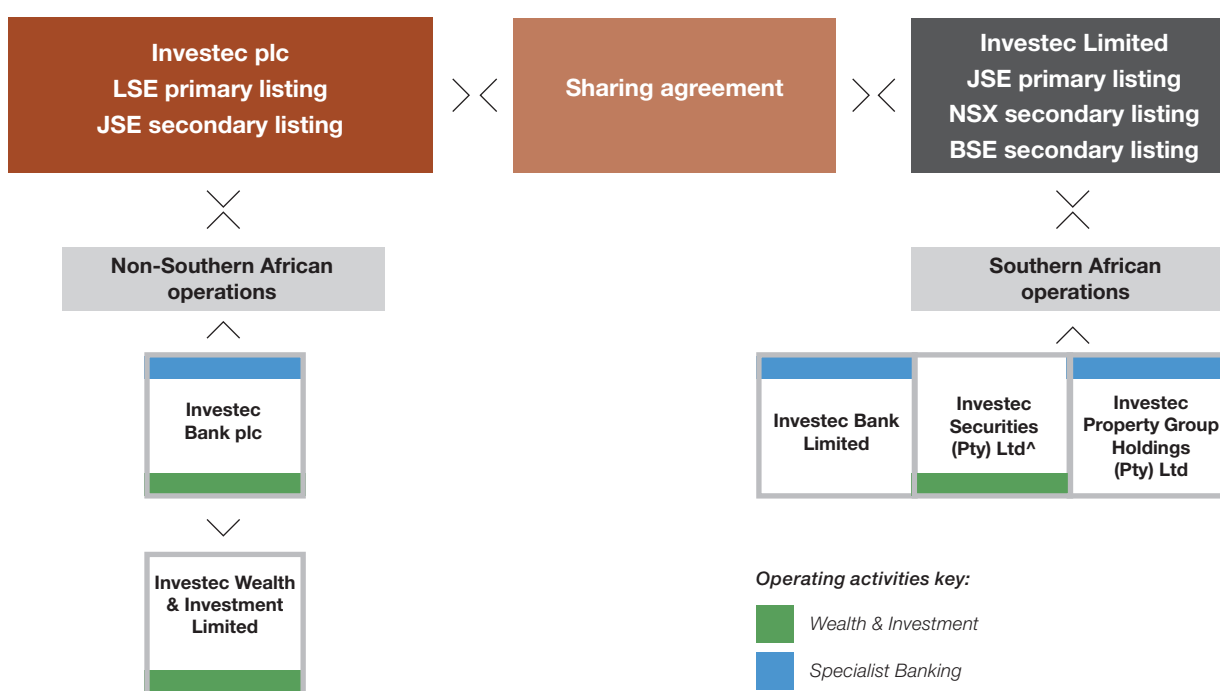 Investec plc
LSE primary listing
JSE secondary listing
Sharing agreement
Investec Limited
JSE primary listing
NSX secondary listing
BSE secondary listing
Non-Southern African
operations
Southern African
operations
Investec
Bank plc
Investec Bank
Limited
Investec
Securities
(Pty) Ltd^
Investec
Property Group
Holdings
(Pty) Ltd
Investec Wealth
& Investment
Limited
Operating activities key:
Wealth & Investment
Specialist Banking